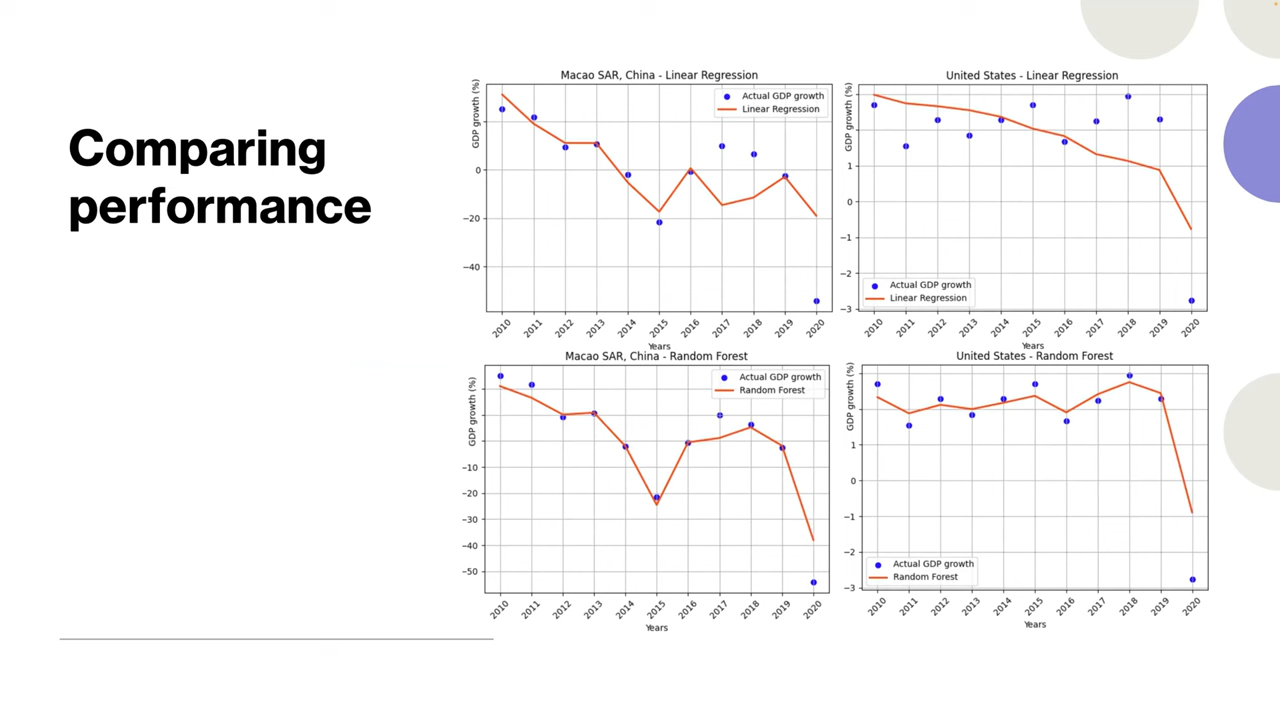 Comparing
performance
Macao SAR, China - Linear Regression
GDP growth (%)
Actual GDP growth
Linear Regression
0
−20
−40
2010 2011 2012 2013 2014 2015 2016 2017 2018 2019 2020
Years
United States - Linear Regression
GDP growth (%)
1
0
−1
−2
−3
Actual GDP growth
Linear Regression
2010 2011 2012 2013 2014 2015 2016 2017 2018 2019 2020
Years
Macao SAR, China - Random Forest
GDP growth (%)
Actual GDP growth
Random Forest
−10
−20
−30
−40
−50
2010 2011 2012 2013 2014 2015 2016 2017 2018 2019 2020
Years
United States - Random Forest
GDP growth (%)
1
0
−1
−2
−3
Actual GDP growth
Random Forest
2010 2011 2012 2013 2014 2015 2016 2017 2018 2019 2020
Years